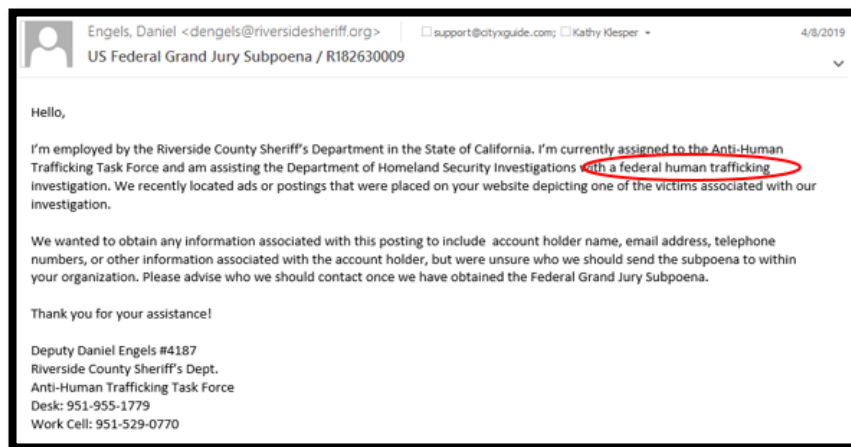 Engels, Daniel <dengels@riversidesheriff.org> support@cityxguide.com; Kathy Klesper 4/8/2019
US Federal Grand Jury Subpoena / R182630009
Hello,
I'm employed by the Riverside County Sheriff's Department in the State of California. I'm currently assigned to the Anti-Human
Trafficking Task Force and am assisting the Department of Homeland Security Investigations with a federal human trafficking
investigation. We recently located ads or postings that were placed on your website depicting one of the victims associated with our
investigation.
We wanted to obtain any information associated with this posting to include account holder name, email address, telephone
numbers, or other information associated with the account holder, but were unsure who we should send the subpoena to within
your organization. Please advise who we should contact once we have obtained the Federal Grand Jury Subpoena.
Thank you for your assistance!
Deputy Daniel Engels #4187
Riverside County Sheriff's Dept.
Anti-Human Trafficking Task Force
Desk: 951-955-1779
Work Cell: 951-529-0770